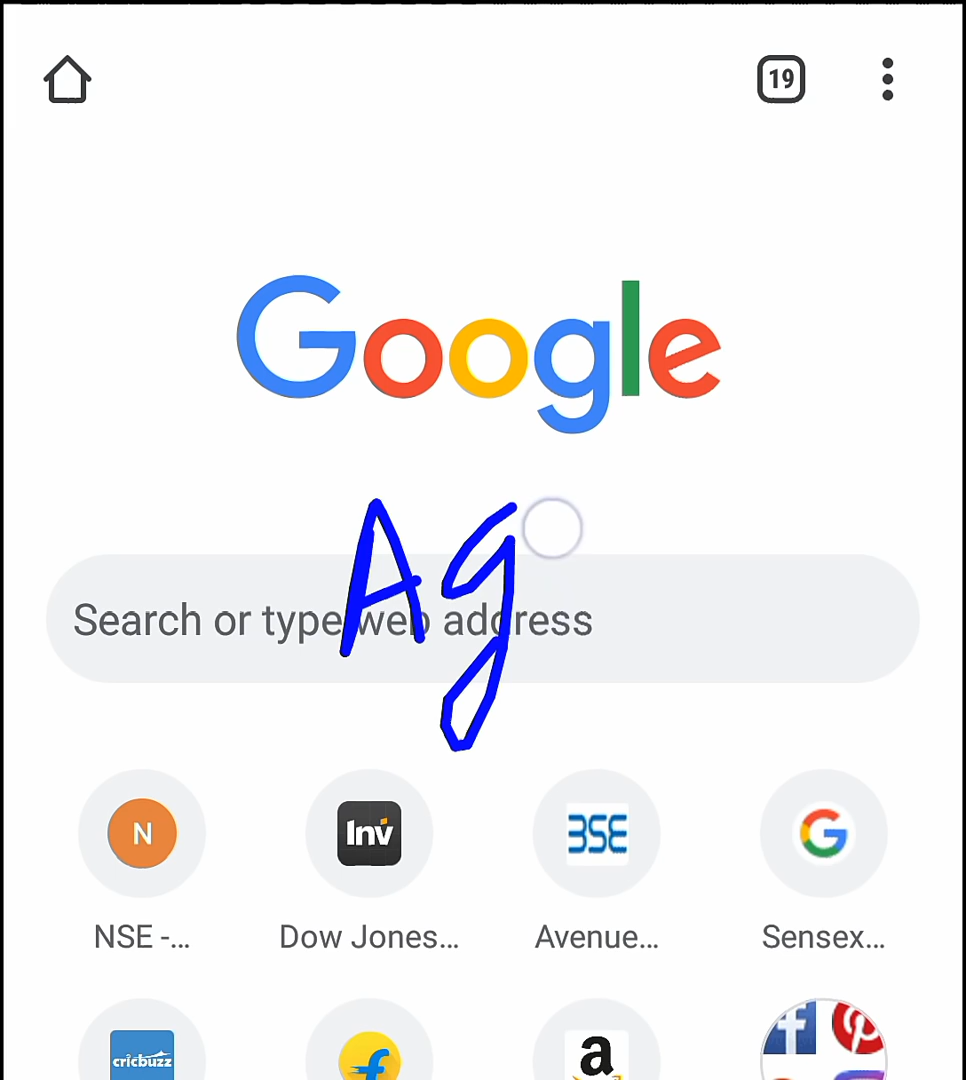 19
Google
Ag
Search or type web address
N
Inv
BSE
G
NSE -...
Dow Jones...
Avenue...
Sensex...
cricbuzz
f
a
f